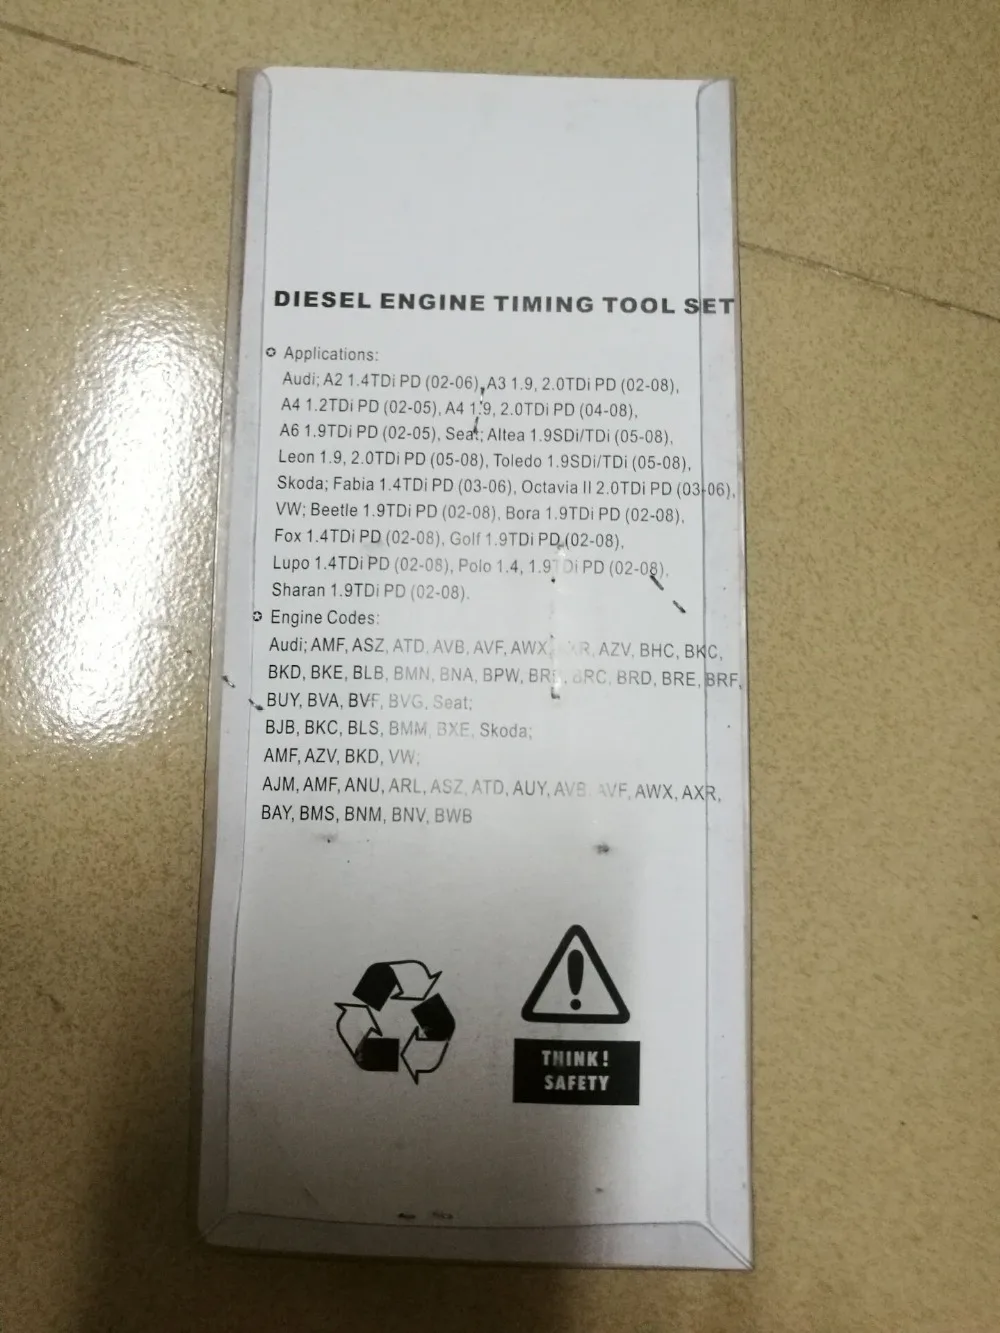 DIESEL ENGINE TIMING TOOL SET
Applications:
Audi; A2 1.4TDi PD (02-06), A3 1.9, 2.0TDi PD (02-08),
A4 1.2TDi PD (02-05), A4 1.9, 2.0TDi PD (04-08),
A6 1.9TDi PD (02-05), Seat; Altea 1.9SDi/TDi (05-08),
Leon 1.9, 2.0TDi PD (05-08), Toledo 1.9SDi/TDi (05-08),
Skoda; Fabia 1.4TDi PD (03-06), Octavia II 2.0TDi PD (03-06),
VW; Beetle 1.9TDi PD (02-08), Bora 1.9TDi PD (02-08),
Fox 1.4TDi PD (02-08), Golf 1.9TDi PD (02-08),
Lupo 1.4TDi PD (02-08), Polo 1.4, 1.9TDi PD (02-08),
Sharan 1.9TDi PD (02-08).
Engine Codes:
Audi; AMF, ASZ, ATD, AVB, AVF, AWX, AZV, BHC, BKC,
BKD, BKE, BLB, BMN, BNA, BPW, BRC, BRD, BRE, BRF,
BUY, BVA, BVF, BVG, Seat;
BJB, BKC, BLS, BMM, BXE, Skoda;
AMF, AZV, BKD, VW;
AJM, AMF, ANU, ARL, ASZ, ATD, AUY, AVB, AVF, AWX, AXR,
BAY, BMS, BNM, BNV, BWB
THINK!
SAFETY